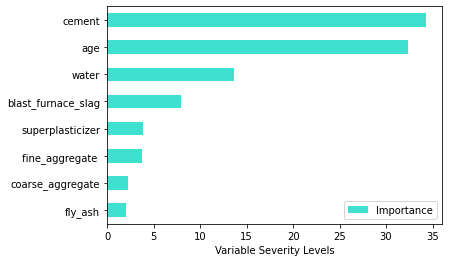 cement
age
water
blast_furnace_slag
superplasticizer
fine_aggregate
coarse_aggregate
fly_ash
Importance
0 5 10 15 20 25 30 35
Variable Severity Levels